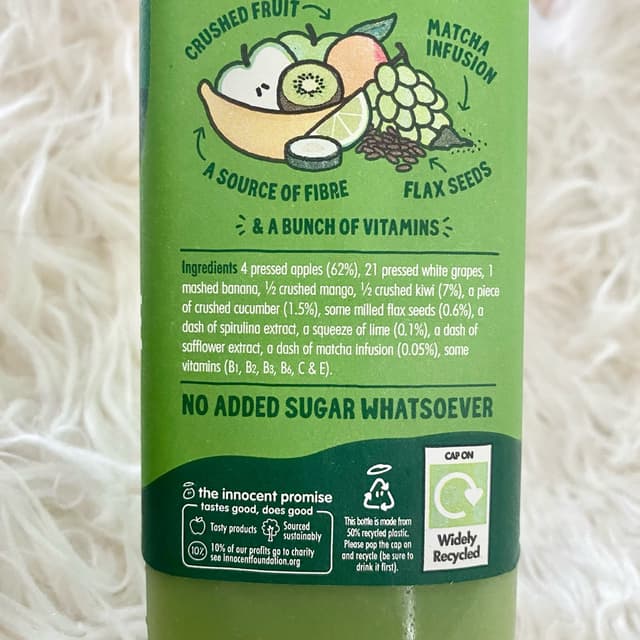 CRUSHED FRUIT
MATCHA
INFUSION
A SOURCE OF FIBRE
FLAX SEEDS
& A BUNCH OF VITAMINS
Ingredients 4 pressed apples (62%), 21 pressed white grapes, 1
mashed banana, ½ crushed mango, ½ crushed kiwi (7%), a piece
of crushed cucumber (1.5%), some milled flax seeds (0.6%), a
dash of spirulina extract, a squeeze of lime (0.1%), a dash of
safflower extract, a dash of matcha infusion (0.05%), some
vitamins (B1, B2, B3, B6, C & E).
NO ADDED SUGAR WHATSOEVER
the innocent promise
tastes good, does good
Tasty products
Sourced
sustainably
10%
10% of our profits go to charity
see innocentfoundation.org
This bottle is made from
50% recycled plastic.
Please pop the cap on
and recycle (be sure to
drink it first).
CAP ON
Widely
Recycled